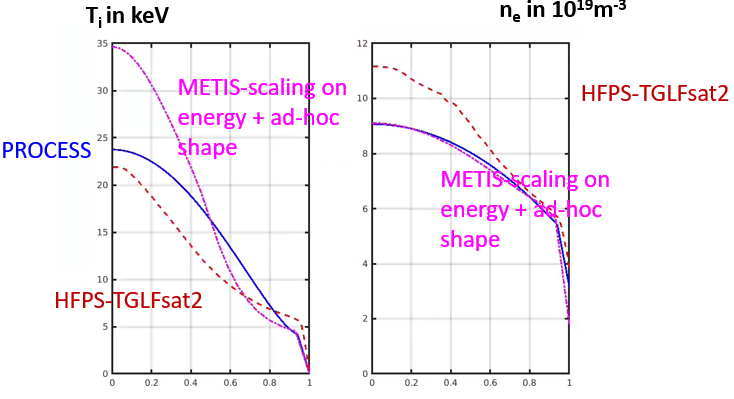 Tᵢ in keV
nₑ in 10¹⁹m⁻³
35
30
25
20
15
10
5
0
0
0.2
0.4
0.6
0.8
1
METIS-scaling on
energy + ad-hoc
shape
PROCESS
HFPS-TGLFsat2
12
10
8
6
4
2
0
0
0.2
0.4
0.6
0.8
1
HFPS-TGLFsat2
METIS-scaling on
energy + ad-hoc
shape